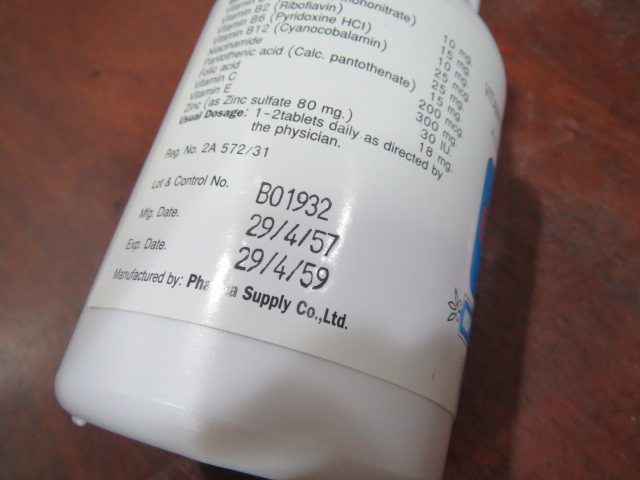 mononitrate)
Vitamin B2 (Riboflavin) 10 mg.
Vitamin B6 (Pyridoxine HCl) 15 mg.
Vitamin B12 (Cyanocobalamin) 10 mg.
Niacinamide 25 mcg.
Pantothenic acid (Calc. pantothenate) 25 mg.
Folic acid 15 mg.
Vitamin C 200 mcg.
Vitamin E 300 mg.
Zinc (as Zinc sulfate 80 mg.) 30 IU.
18 mg.
Usual Dosage: 1-2tablets daily as directed by
the physician.
Reg. No. 2A 572/31
Lot & Control No. B01932
Mfg. Date. 29/4/57
Exp. Date. 29/4/59
Manufactured by: Supply Co.,Ltd.